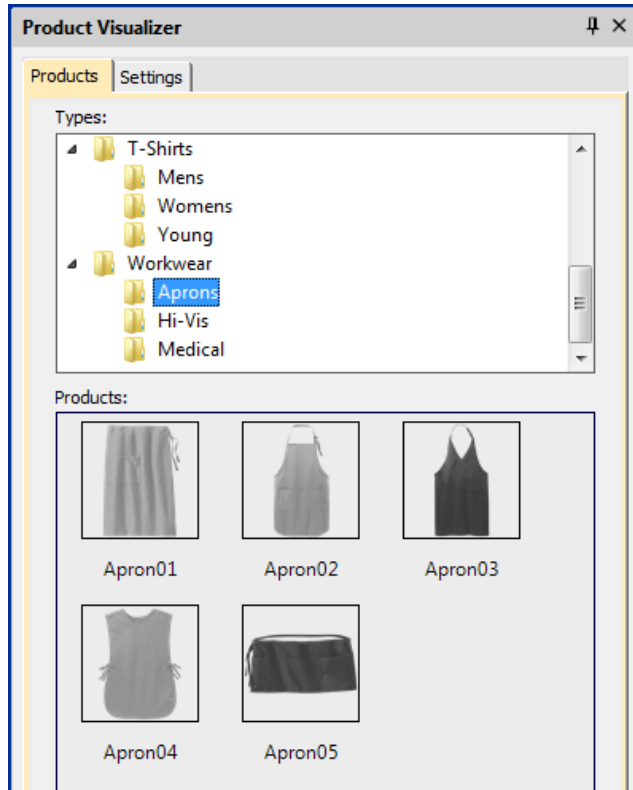 Product Visualizer
Products Settings
Types:
T-Shirts
Mens
Womens
Young
Workwear
Aprons
Hi-Vis
Medical
Products:
Apron01 Apron02 Apron03
Apron04 Apron05